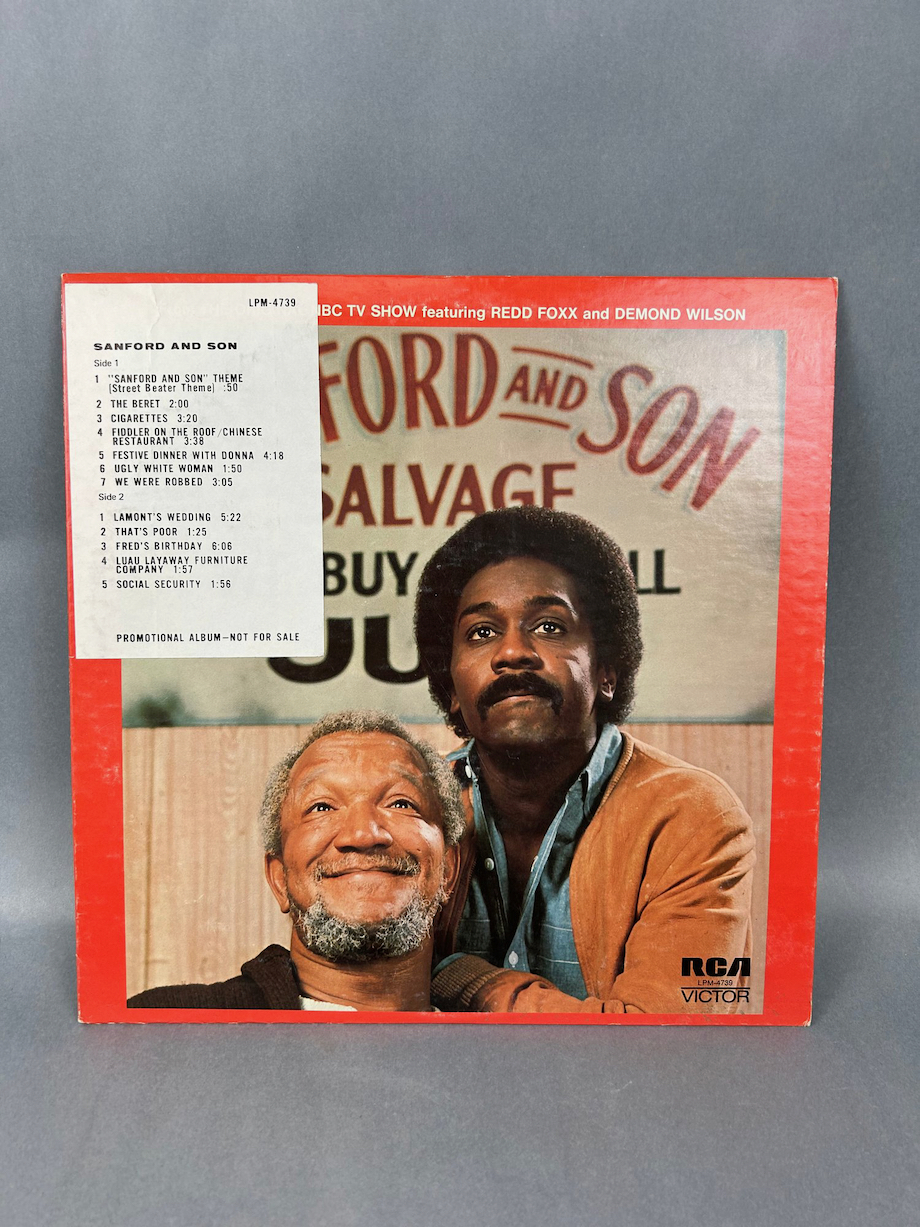 LPM-4739
SANFORD AND SON
Side 1
1 "SANFORD AND SON" THEME
(Street Beater Theme) :50
2 THE BERET 2:00
3 CIGARETTES 3:20
4 FIDDLER ON THE ROOF/CHINESE
RESTAURANT 3:38
5 FESTIVE DINNER WITH DONNA 4:18
6 UGLY WHITE WOMAN 1:50
7 WE WERE ROBBED 3:05
Side 2
1 LAMONT'S WEDDING 5:22
2 THAT'S POOR 1:25
3 FRED'S BIRTHDAY 6:06
4 LUAU LAYAWAY FURNITURE
COMPANY 1:57
5 SOCIAL SECURITY 1:56
PROMOTIONAL ALBUM—NOT FOR SALE
NBC TV SHOW featuring REDD FOXX and DEMOND WILSON
FORD AND SON
SALVAGE
BUY LL
JU
RCA
LPM-4739
VICTOR